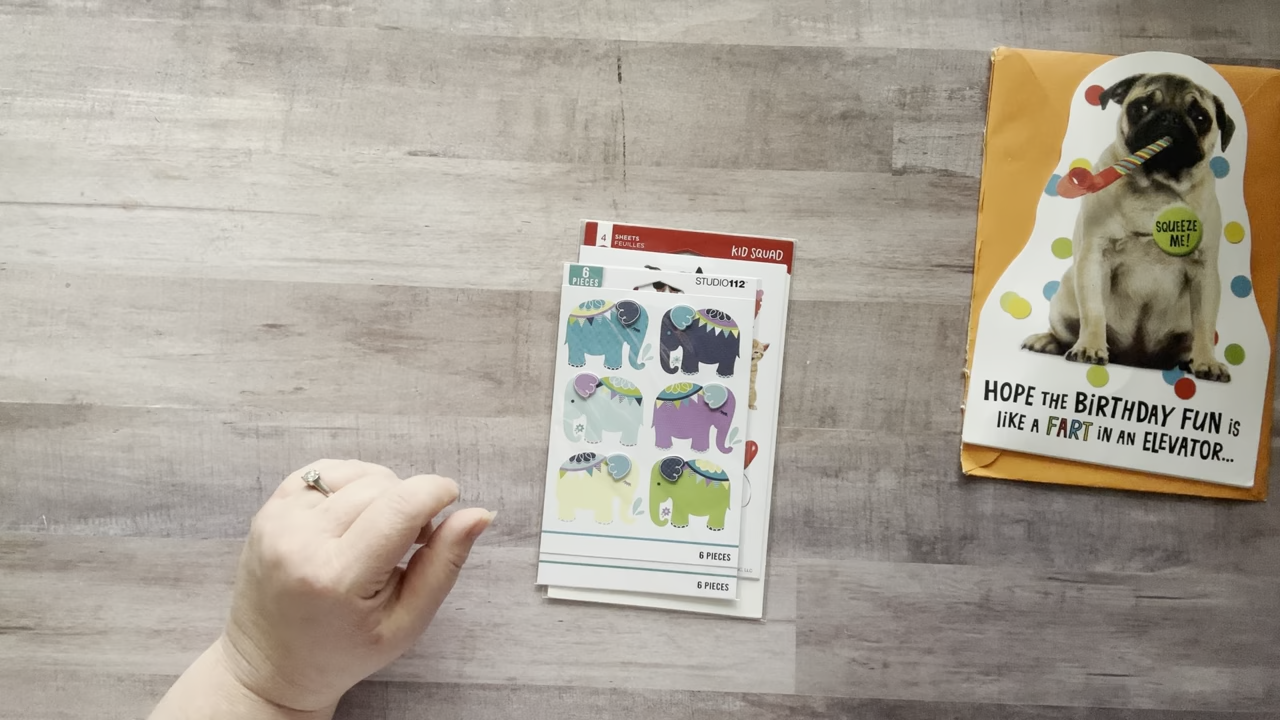 4 SHEETS
FEUILLES
KID SQUAD
6
PIECES
STUDIO112
6 PIECES
6 PIECES
LLC
SQUEEZE
ME!
HOPE THE BIRTHDAY FUN IS
LIKE A FART IN AN ELEVATOR...